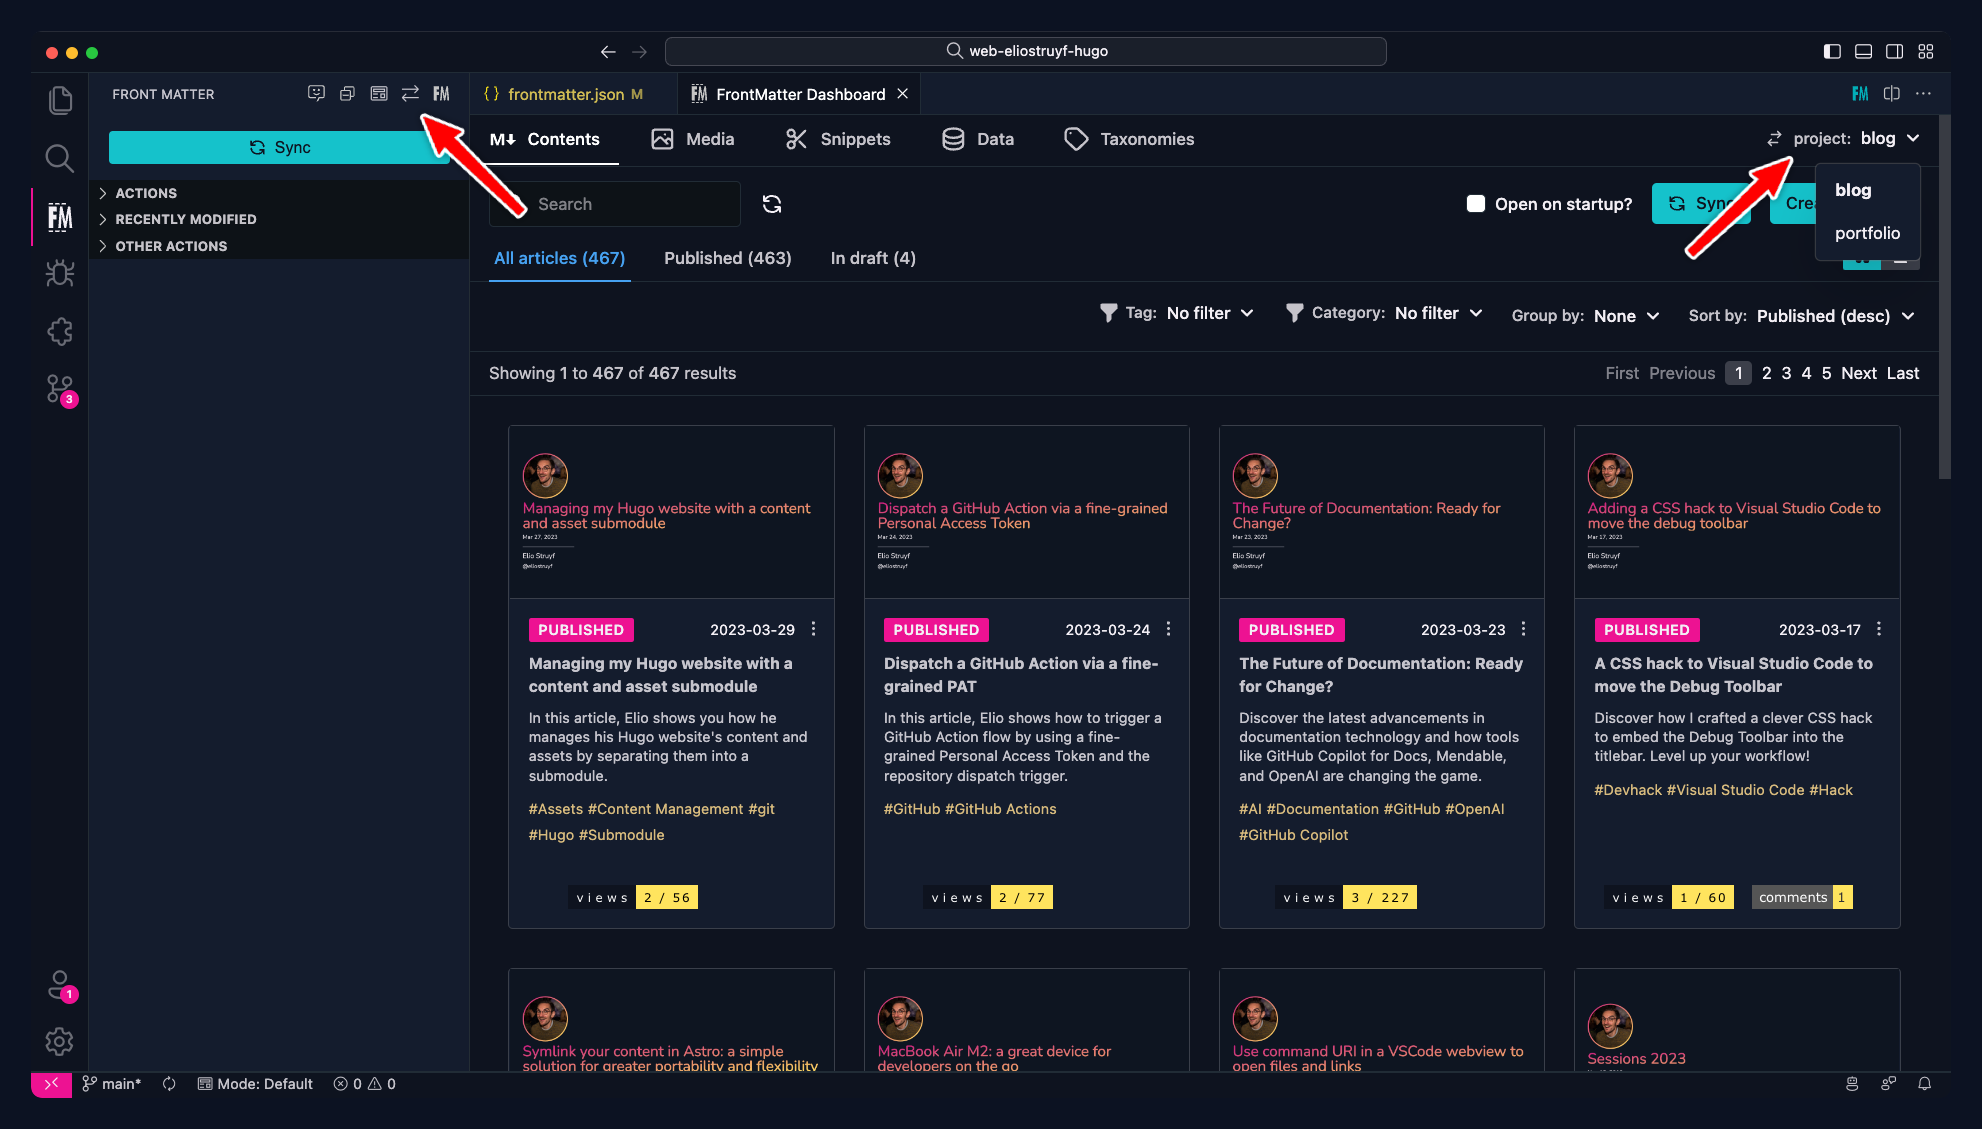 web-eliostruyf-hugo
FRONT MATTER
FM
frontmatter.json M
FM FrontMatter Dashboard
FM
Sync
ACTIONS
RECENTLY MODIFIED
OTHER ACTIONS
FM
3
1
M Contents
Media
Snippets
Data
Taxonomies
project: blog
blog
portfolio
Search
Open on startup?
Sync
Crea
All articles (467)
Published (463)
In draft (4)
Tag: No filter
Category: No filter
Group by: None
Sort by: Published (desc)
Showing 1 to 467 of 467 results
First Previous 1 2 3 4 5 Next Last
Managing my Hugo website with a content
and asset submodule
Mar 27, 2023
Elio Struyf
@eliostruyf
PUBLISHED 2023-03-29
Managing my Hugo website with a
content and asset submodule
In this article, Elio shows you how he
manages his Hugo website's content and
assets by separating them into a
submodule.
#Assets #Content Management #git
#Hugo #Submodule
views 2 / 56
Dispatch a GitHub Action via a fine-grained
Personal Access Token
Mar 24, 2023
Elio Struyf
@eliostruyf
PUBLISHED 2023-03-24
Dispatch a GitHub Action via a fine-
grained PAT
In this article, Elio shows how to trigger a
GitHub Action flow by using a fine-
grained Personal Access Token and the
repository dispatch trigger.
#GitHub #GitHub Actions
views 2 / 77
The Future of Documentation: Ready for
Change?
Mar 23, 2023
Elio Struyf
@eliostruyf
PUBLISHED 2023-03-23
The Future of Documentation: Ready
for Change?
Discover the latest advancements in
documentation technology and how tools
like GitHub Copilot for Docs, Mendable,
and OpenAI are changing the game.
#AI #Documentation #GitHub #OpenAI
#GitHub Copilot
views 3 / 227
Adding a CSS hack to Visual Studio Code to
move the debug toolbar
Mar 17, 2023
Elio Struyf
@eliostruyf
PUBLISHED 2023-03-17
A CSS hack to Visual Studio Code to
move the Debug Toolbar
Discover how I crafted a clever CSS hack
to embed the Debug Toolbar into the
titlebar. Level up your workflow!
#Devhack #Visual Studio Code #Hack
views 1 / 60
comments 1
Symlink your content in Astro: a simple
solution for greater portability and flexibility
MacBook Air M2: a great device for
developers on the go
Use command URI in a VSCode webview to
open files and links
Sessions 2023
main*
Mode: Default
0
0